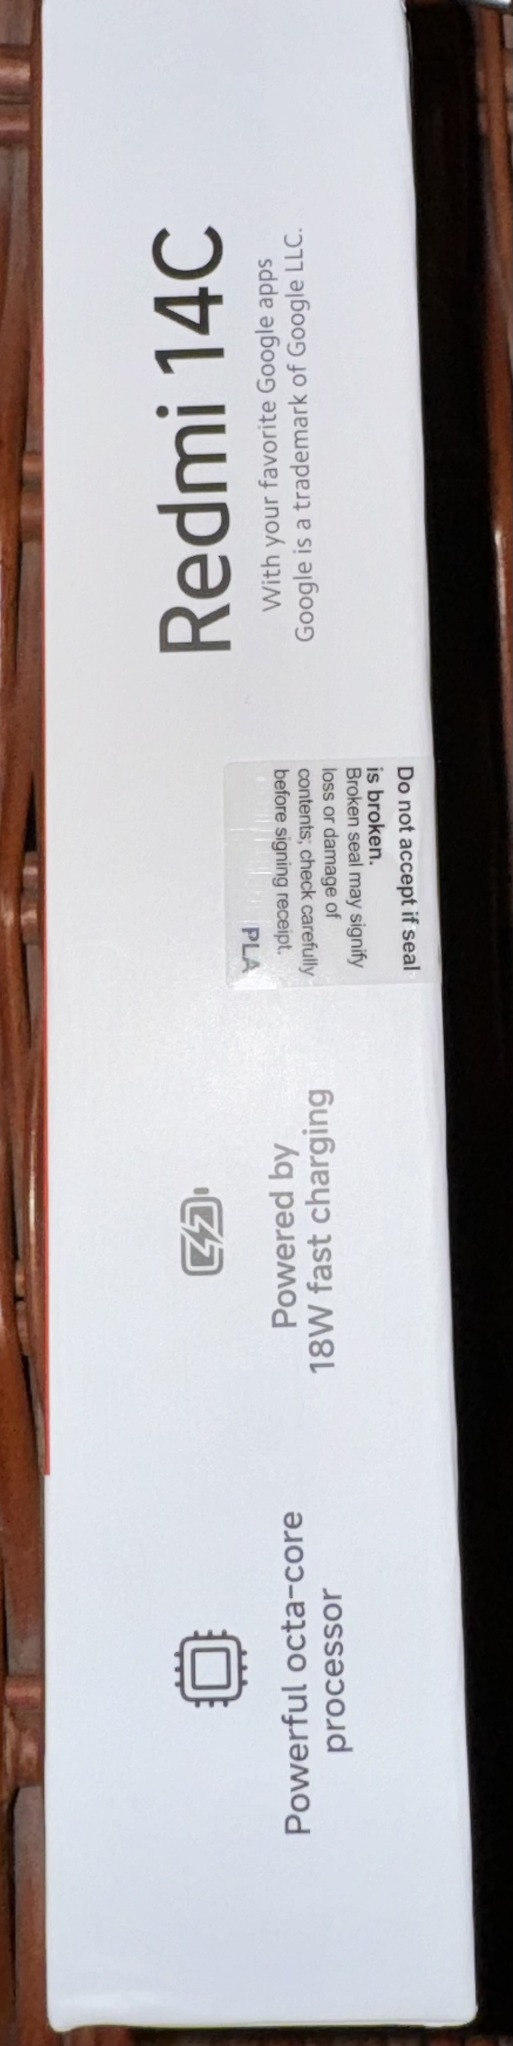 Redmi 14C
With your favorite Google apps
Google is a trademark of Google LLC.
Do not accept if seal
is broken.
Broken seal may signify
loss or damage of
contents; check carefully
before signing receipt.
PLA
Powered by
18W fast charging
Powerful octa-core
processor